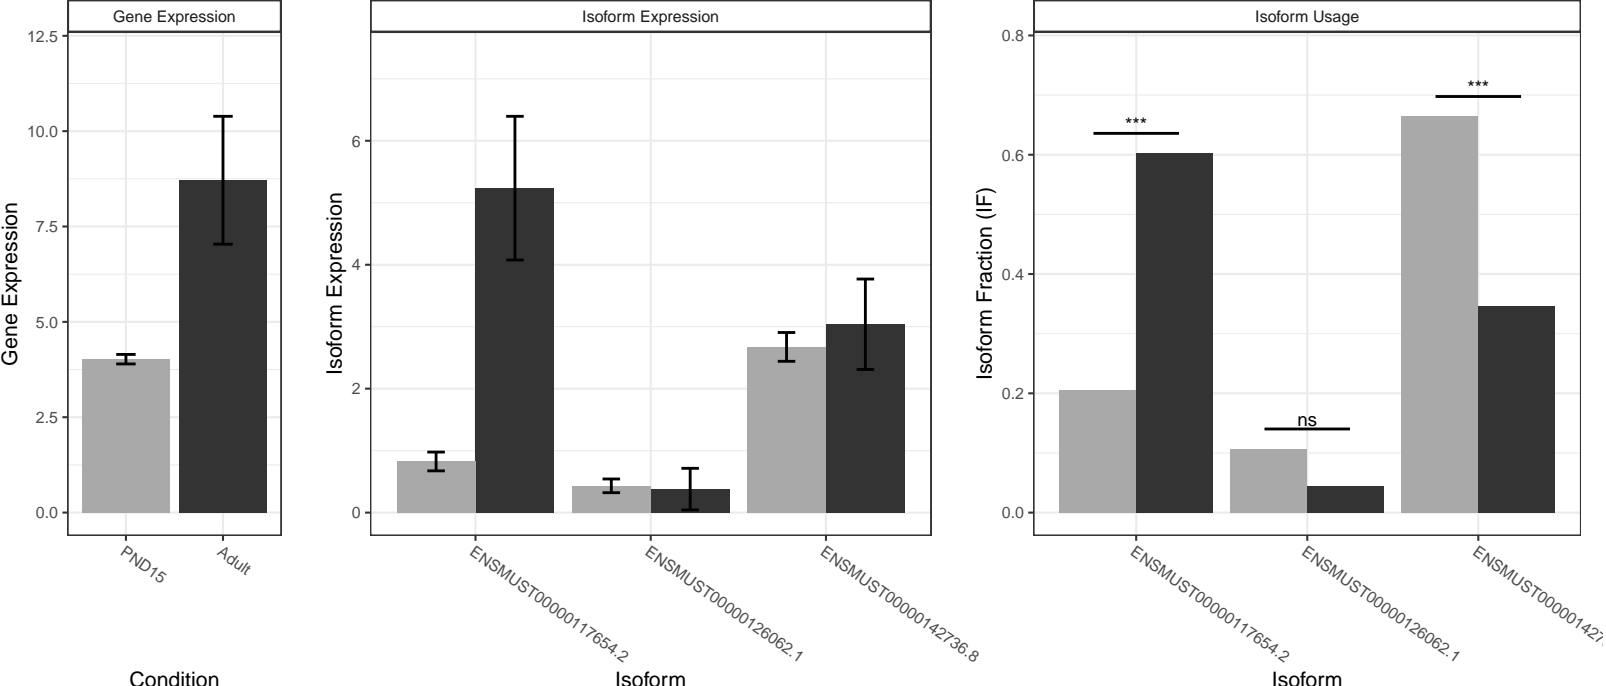 Gene Expression
Isoform Expression
Isoform Usage
Gene Expression
12.5
10.0
7.5
5.0
2.5
0.0
PND15
Adult
Condition
Isoform Expression
6
4
2
0
ENSMUST00000117654.2
ENSMUST00000126062.1
ENSMUST00000142736.8
Isoform
Isoform Fraction (IF)
0.8
0.6
0.4
0.2
0.0
***
ns
***
ENSMUST00000117654.2
ENSMUST00000126062.1
ENSMUST000001427
Isoform